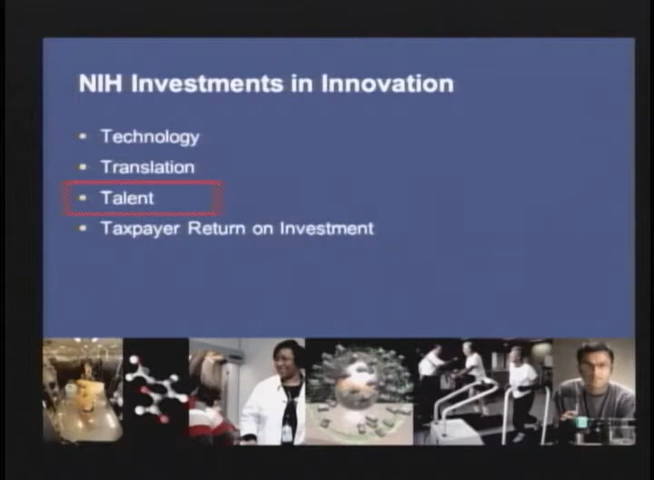 NIH Investments in Innovation
• Technology
• Translation
• Talent
• Taxpayer Return on Investment